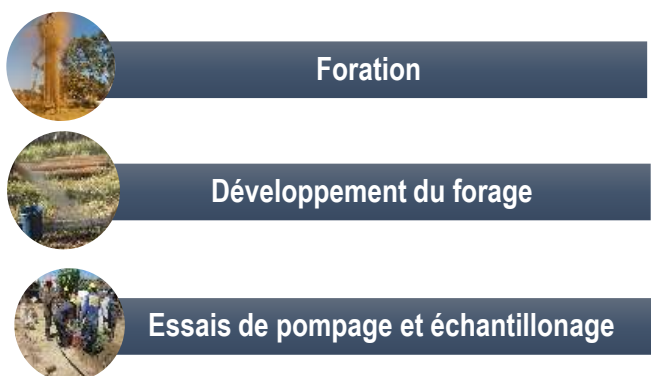 Foration
Développement du forage
Essais de pompage et échantillonage